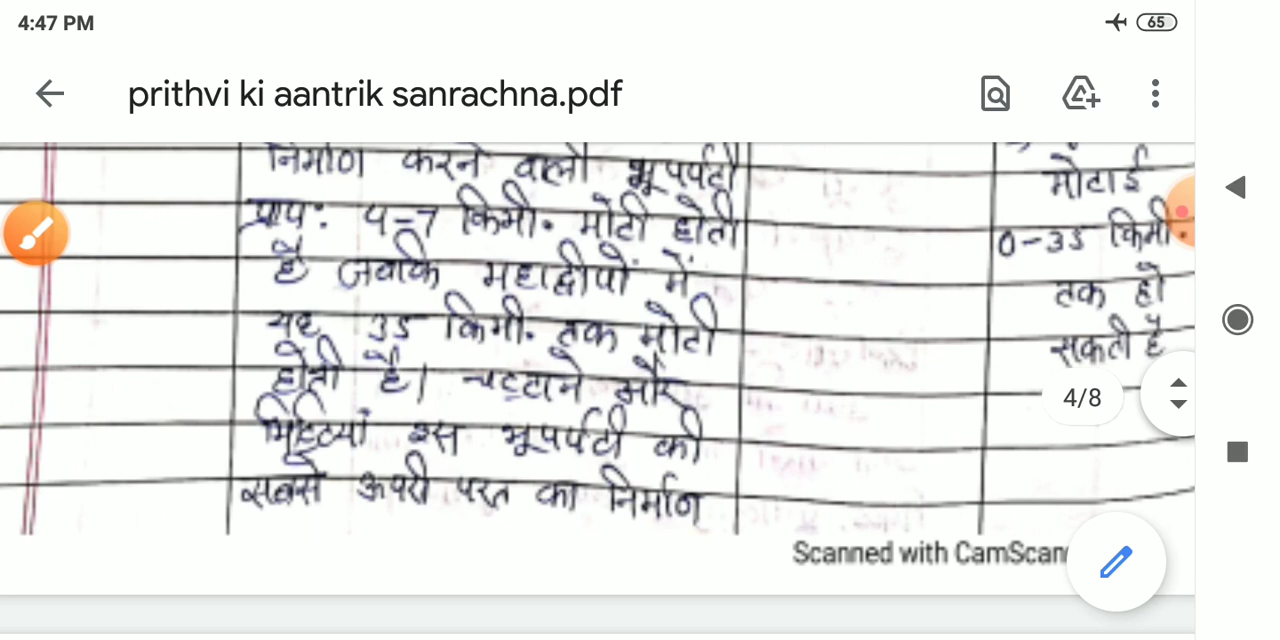 4:47 PM
65
prithvi ki aantrik sanrachna.pdf
निर्माण करने वाली भूपर्पटी
प्राय: 4-7 किमी. मोटी होती
है जबकि महाद्वीपों में
यह 35 किमी. तक मोटी
होती है। चट्टाने और
मिट्टियां इस भूपर्पटी की
सबसे ऊपरी परत का निर्माण
मोटाई
0-35 किमी.
तक हो
सकती है
4/8
Scanned with CamScan